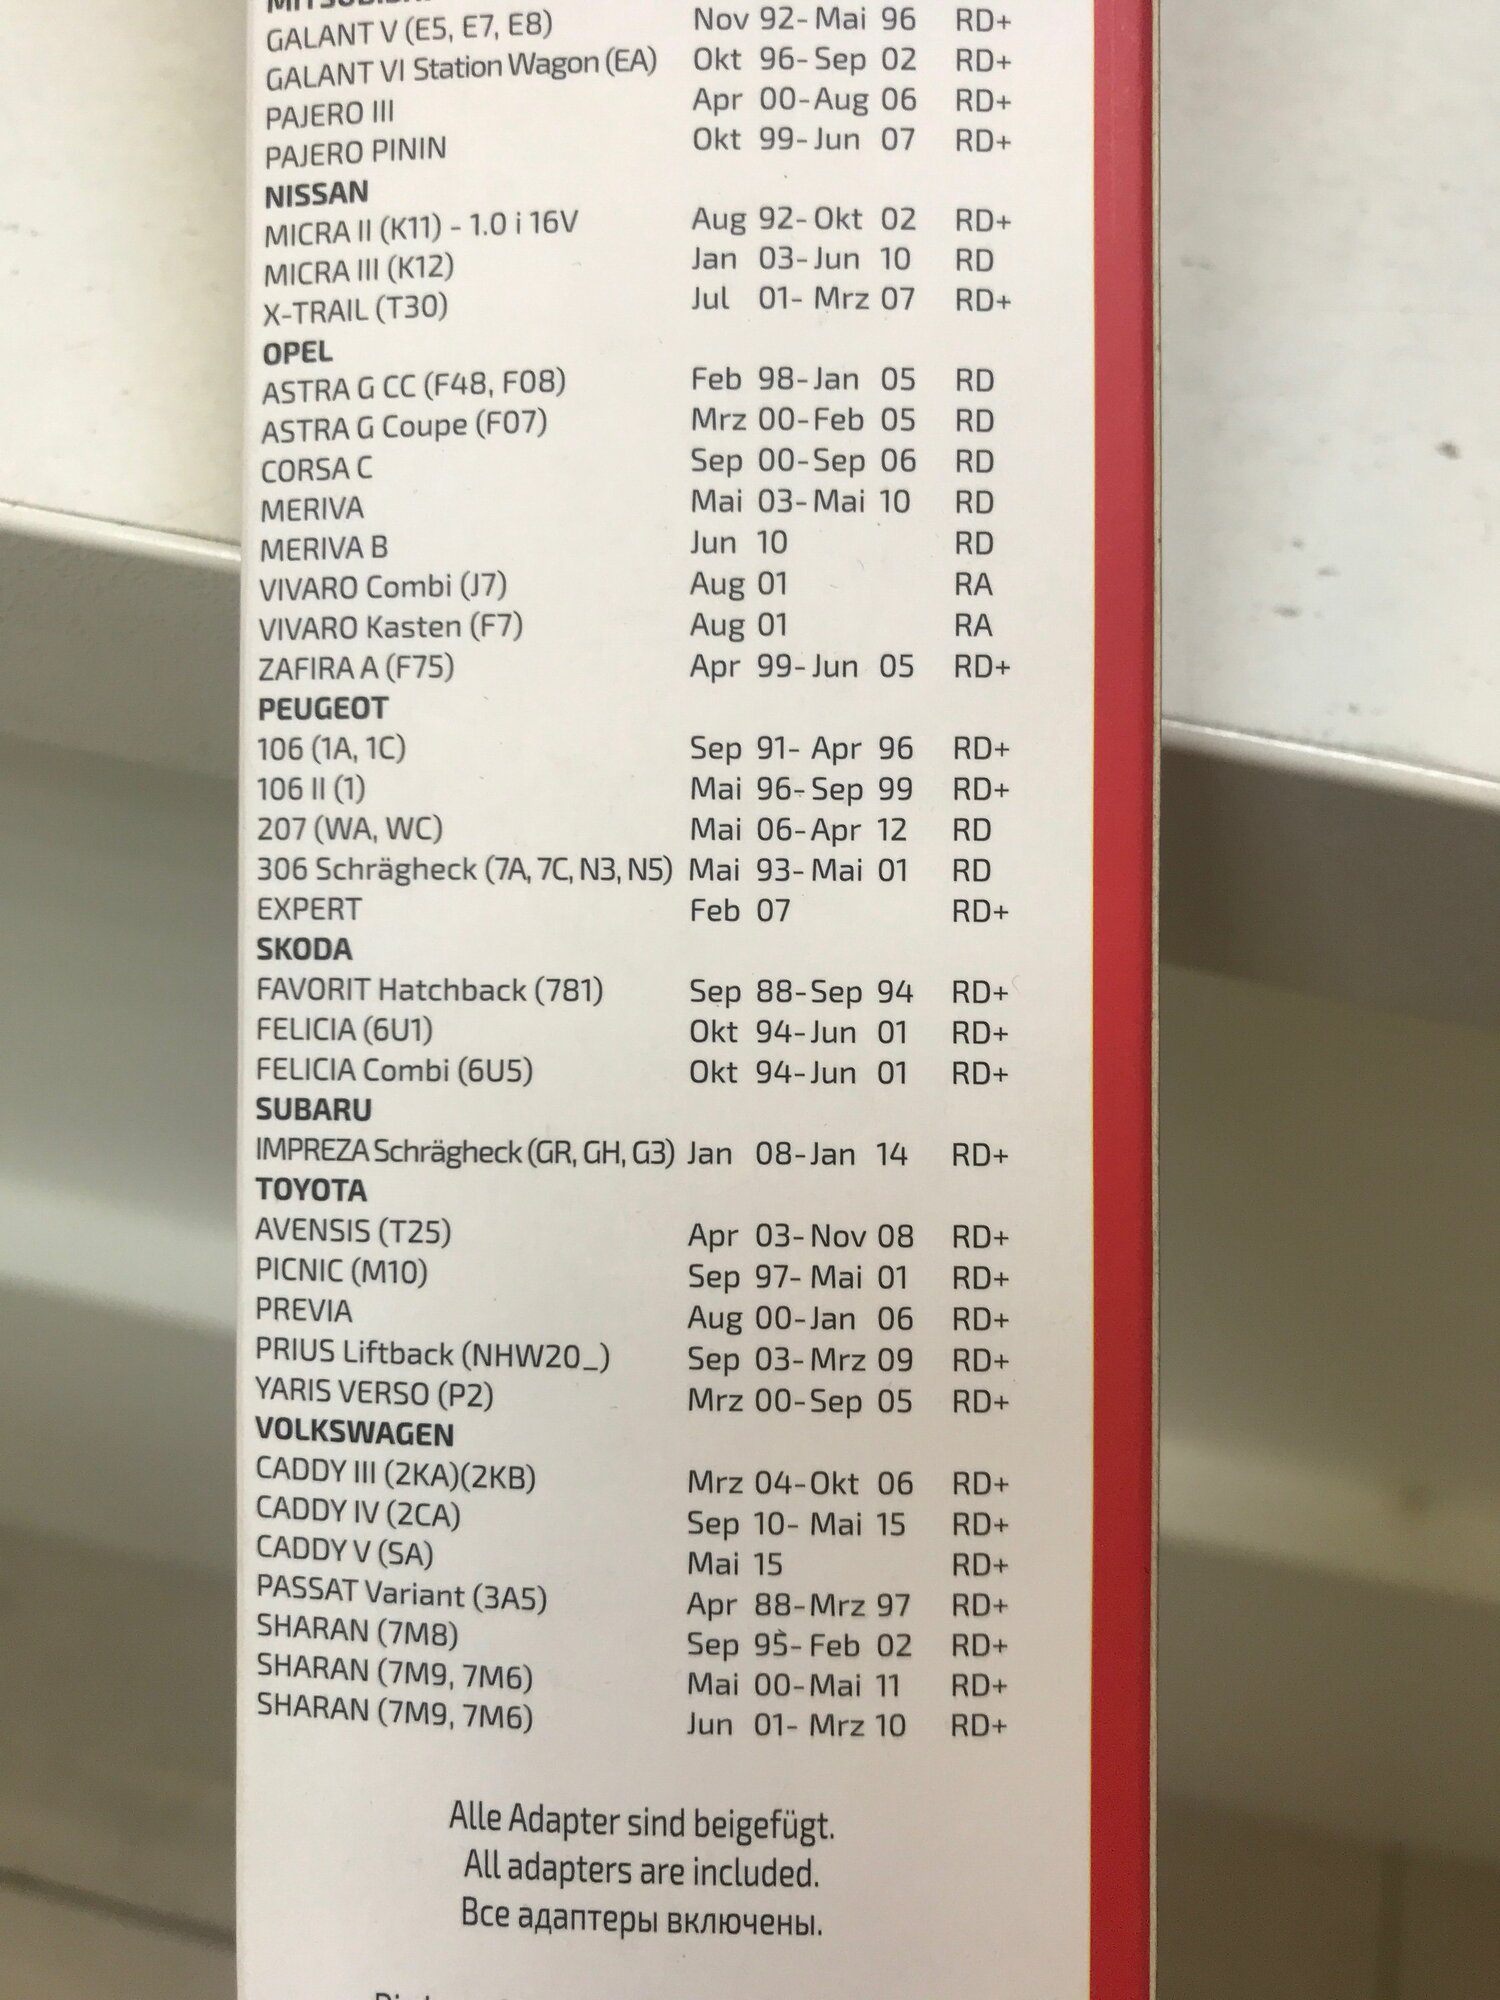 GALANT V (E5, E7, E8) Nov 92-Mai 96 RD+
GALANT VI Station Wagon (EA) Okt 96-Sep 02 RD+
PAJERO III Apr 00-Aug 06 RD+
PAJERO PININ Okt 99-Jun 07 RD+
NISSAN
MICRA II (K11) - 1.0 i 16V Aug 92-Okt 02 RD+
MICRA III (K12) Jan 03-Jun 10 RD
X-TRAIL (T30) Jul 01- Mrz 07 RD+
OPEL
ASTRA G CC (F48, F08) Feb 98-Jan 05 RD
ASTRA G Coupe (F07) Mrz 00-Feb 05 RD
CORSA C Sep 00-Sep 06 RD
MERIVA Mai 03-Mai 10 RD
MERIVA B Jun 10 RD
VIVARO Combi (J7) Aug 01 RA
VIVARO Kasten (F7) Aug 01 RA
ZAFIRA A (F75) Apr 99-Jun 05 RD+
PEUGEOT
106 (1A, 1C) Sep 91- Apr 96 RD+
106 II (1) Mai 96-Sep 99 RD+
207 (WA, WC) Mai 06-Apr 12 RD
306 Schrägheck (7A, 7C, N3, N5) Mai 93-Mai 01 RD
EXPERT Feb 07 RD+
SKODA
FAVORIT Hatchback (781) Sep 88-Sep 94 RD+
FELICIA (6U1) Okt 94-Jun 01 RD+
FELICIA Combi (6U5) Okt 94-Jun 01 RD+
SUBARU
IMPREZA Schrägheck (GR, GH, G3) Jan 08-Jan 14 RD+
TOYOTA
AVENSIS (T25) Apr 03-Nov 08 RD+
PICNIC (M10) Sep 97- Mai 01 RD+
PREVIA Aug 00-Jan 06 RD+
PRIUS Liftback (NHW20_) Sep 03-Mrz 09 RD+
YARIS VERSO (P2) Mrz 00-Sep 05 RD+
VOLKSWAGEN
CADDY III (2KA)(2KB) Mrz 04-Okt 06 RD+
CADDY IV (2CA) Sep 10- Mai 15 RD+
CADDY V (SA) Mai 15 RD+
PASSAT Variant (3A5) Apr 88-Mrz 97 RD+
SHARAN (7M8) Sep 95-Feb 02 RD+
SHARAN (7M9, 7M6) Mai 00-Mai 11 RD+
SHARAN (7M9, 7M6) Jun 01- Mrz 10 RD+
Alle Adapter sind beigefügt.
All adapters are included.
Все адаптеры включены.